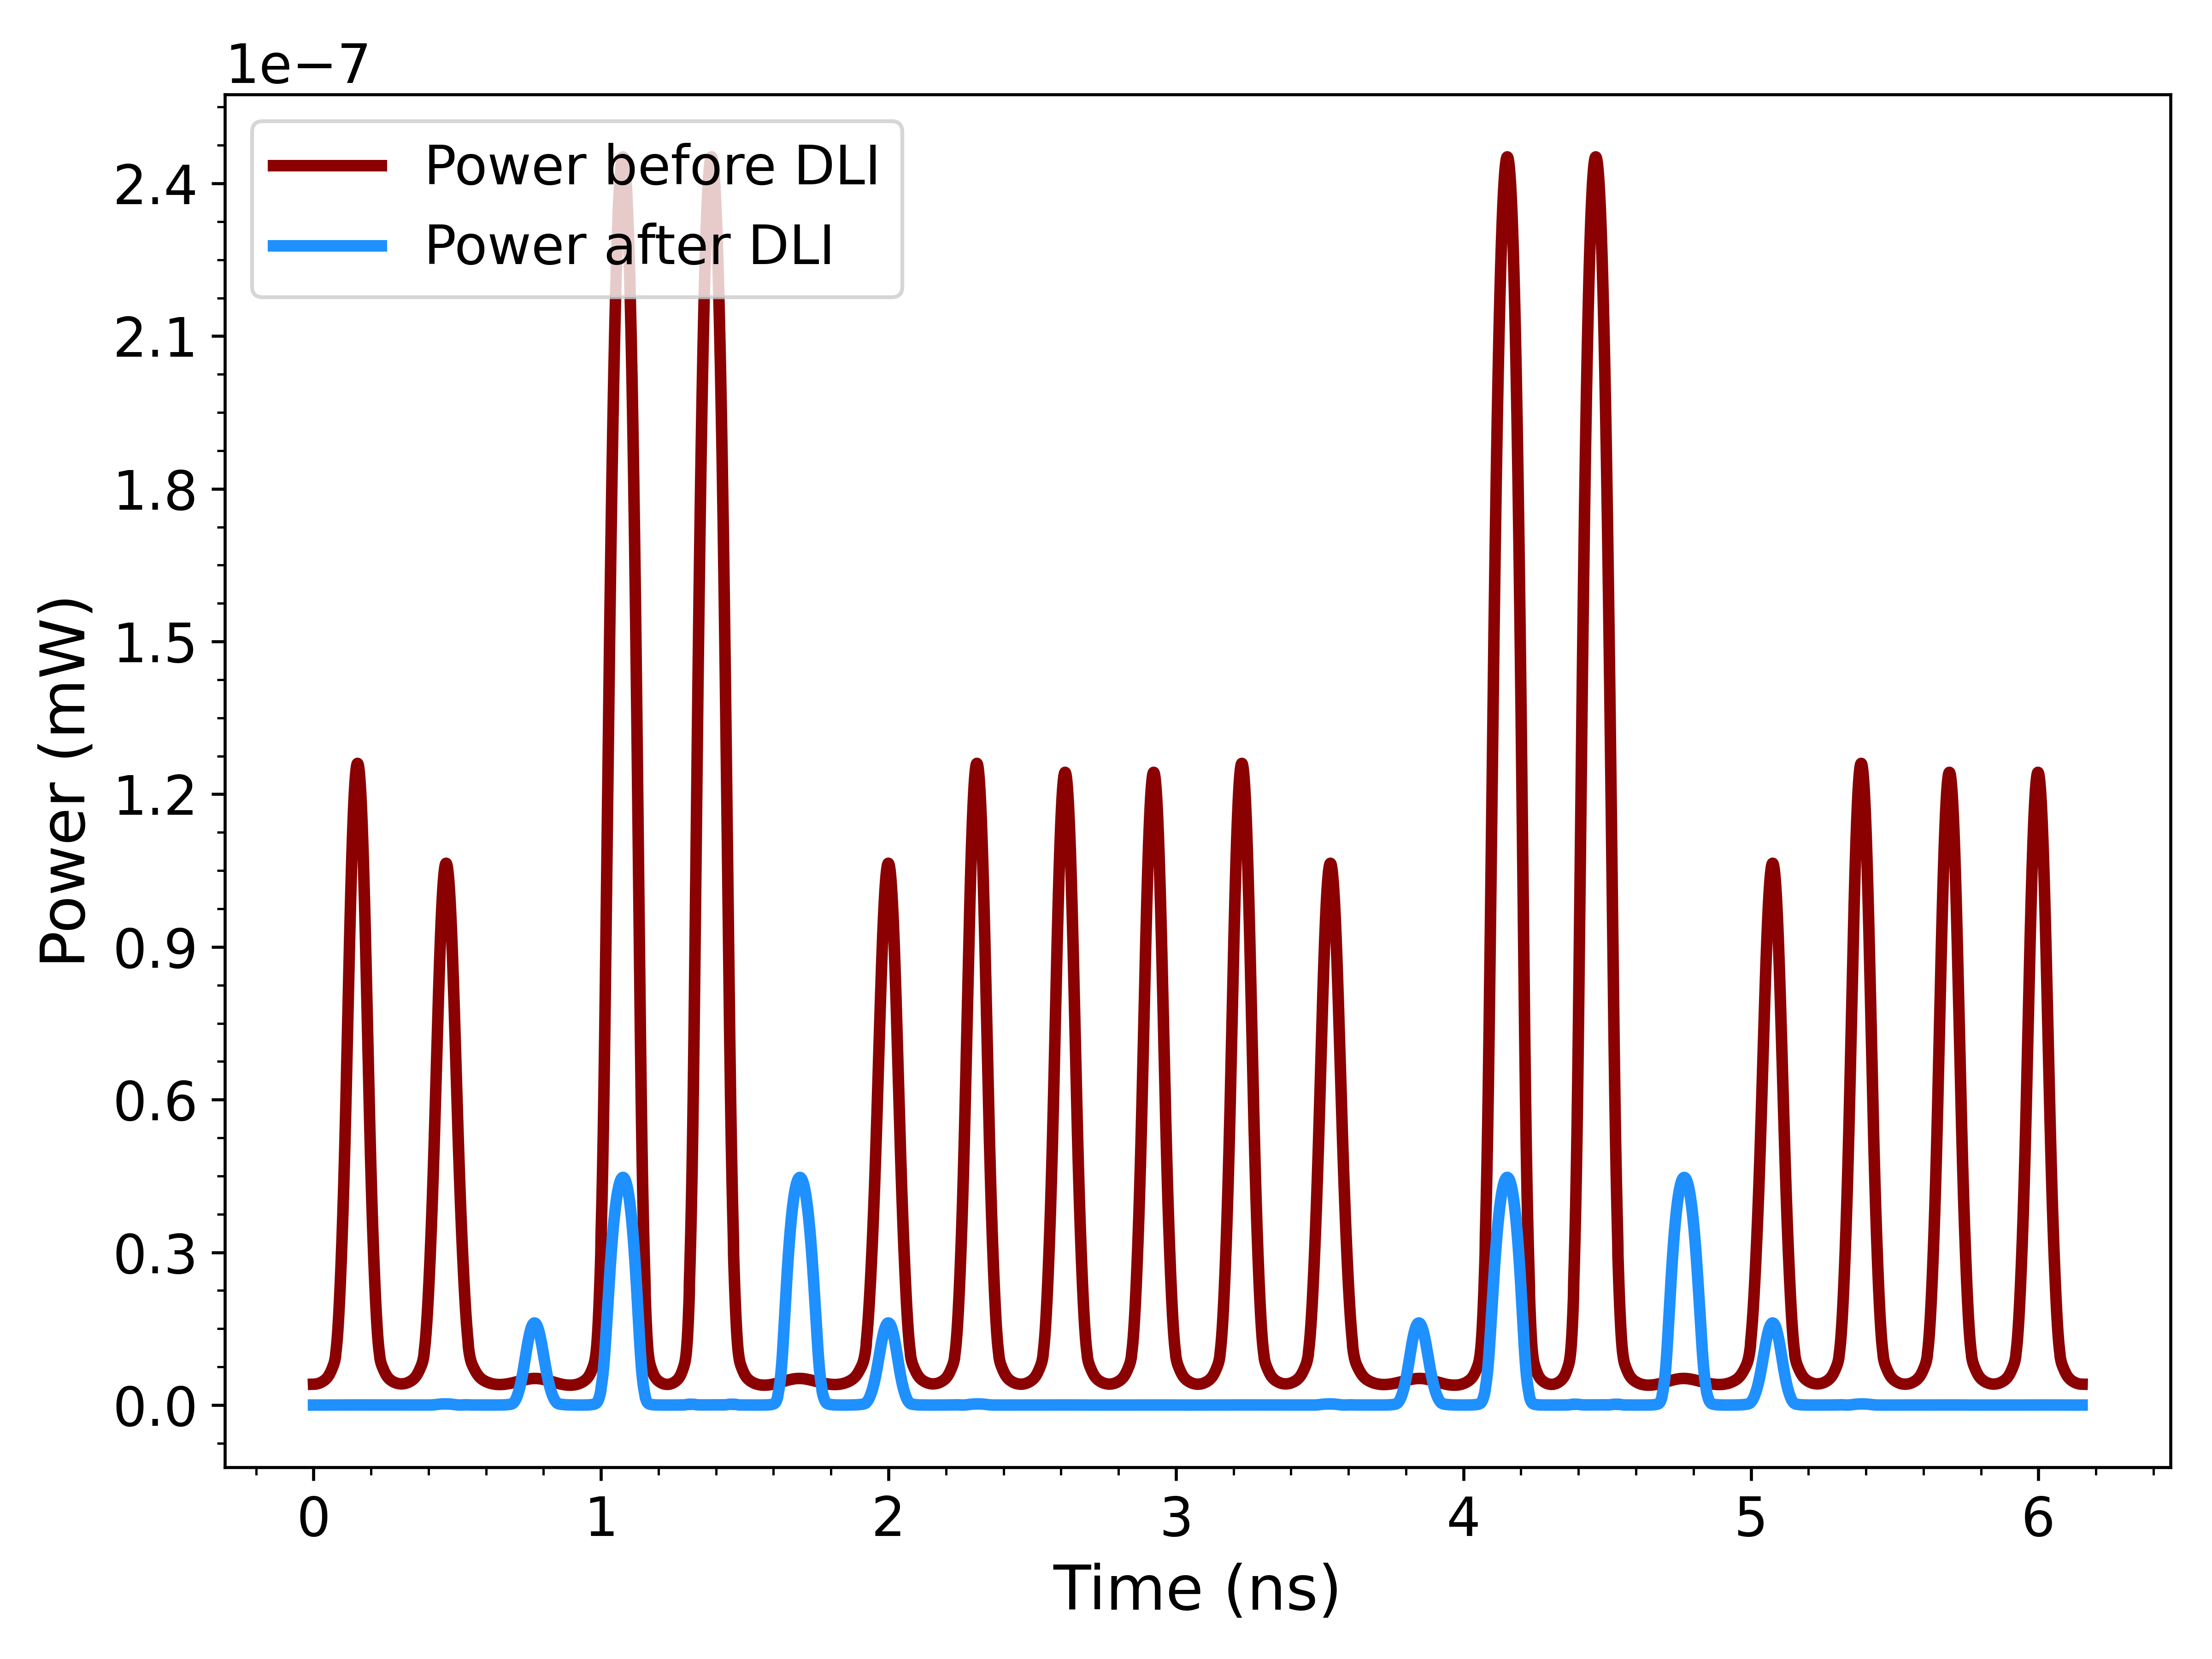 1e−7
Power before DLI
Power after DLI
2.4
2.1
1.8
1.5
1.2
0.9
0.6
0.3
0.0
Power (mW)
0 1 2 3 4 5 6
Time (ns)